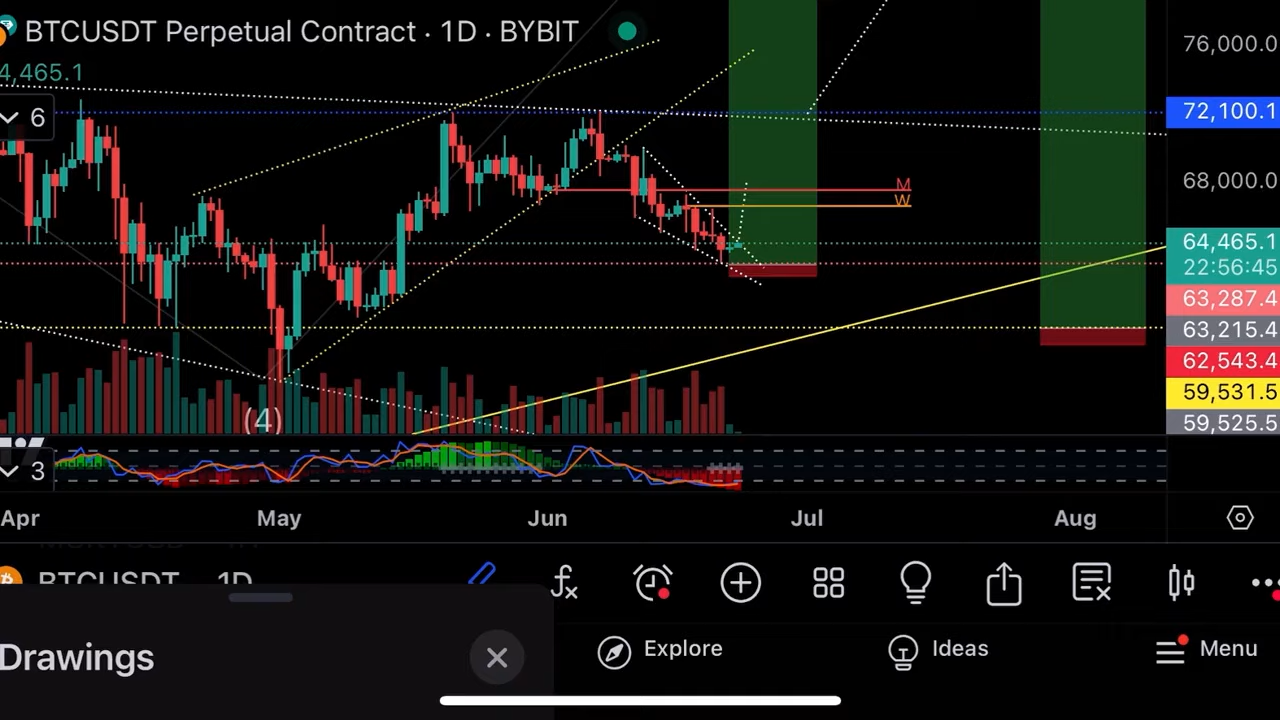 BTCUSDT Perpetual Contract · 1D · BYBIT
4,465.1
6
76,000.0
72,100.1
68,000.0
M
W
64,465.1
22:56:45
63,287.4
63,215.4
62,543.4
59,531.5
59,525.5
(4)
3
Apr
May
Jun
Jul
Aug
BTCUSDT 1D
Drawings
Explore
Ideas
Menu